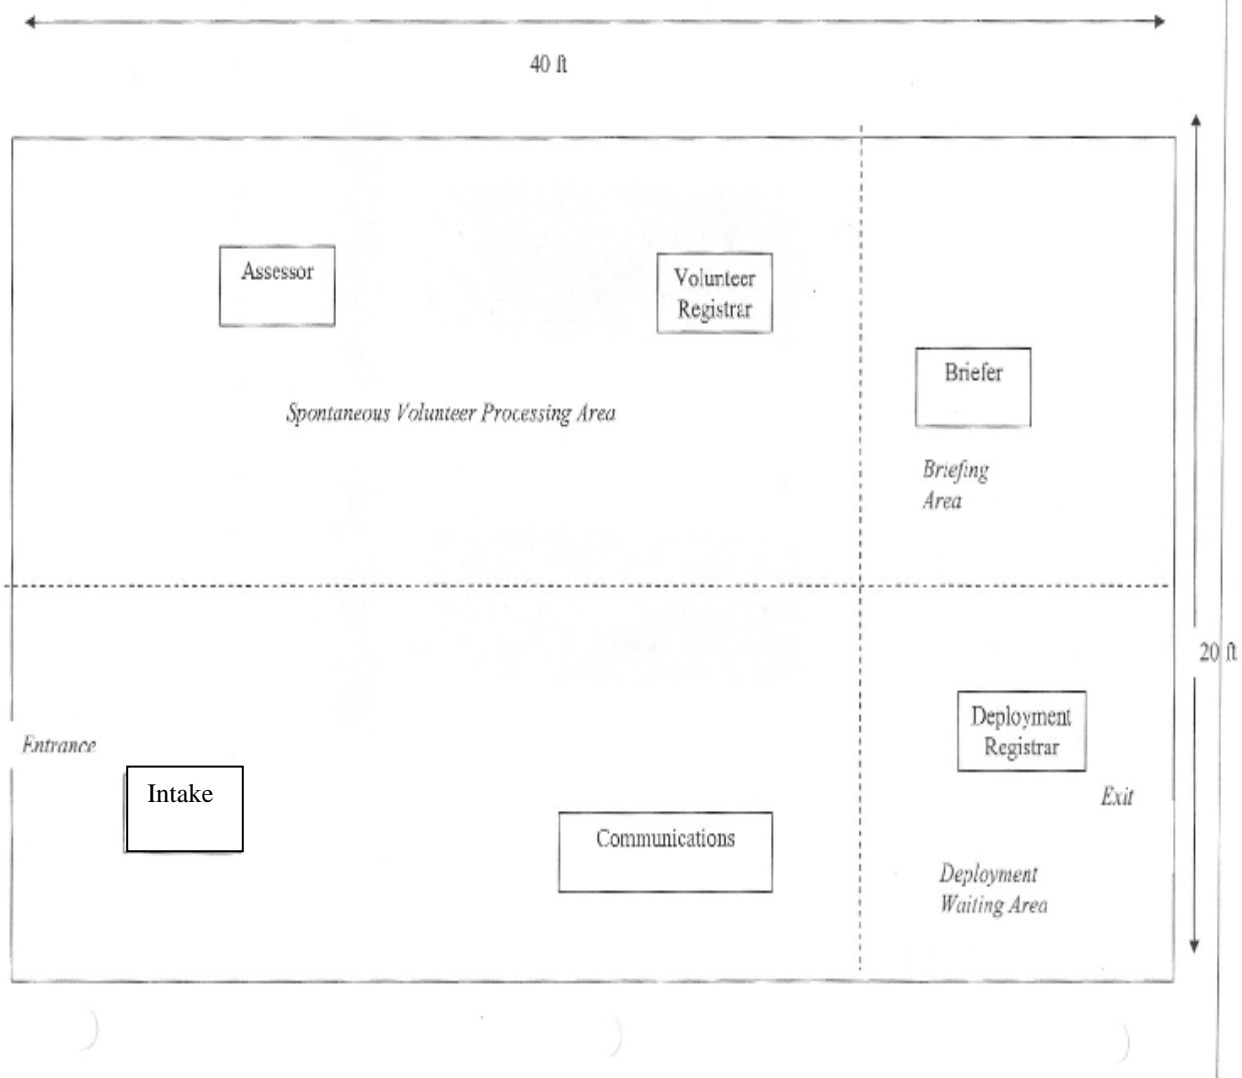 40 ft
Assessor
Volunteer
Registrar
Briefer
Spontaneous Volunteer Processing Area
Briefing
Area
20 ft
Deployment
Registrar
Entrance
Intake
Exit
Communications
Deployment
Waiting Area